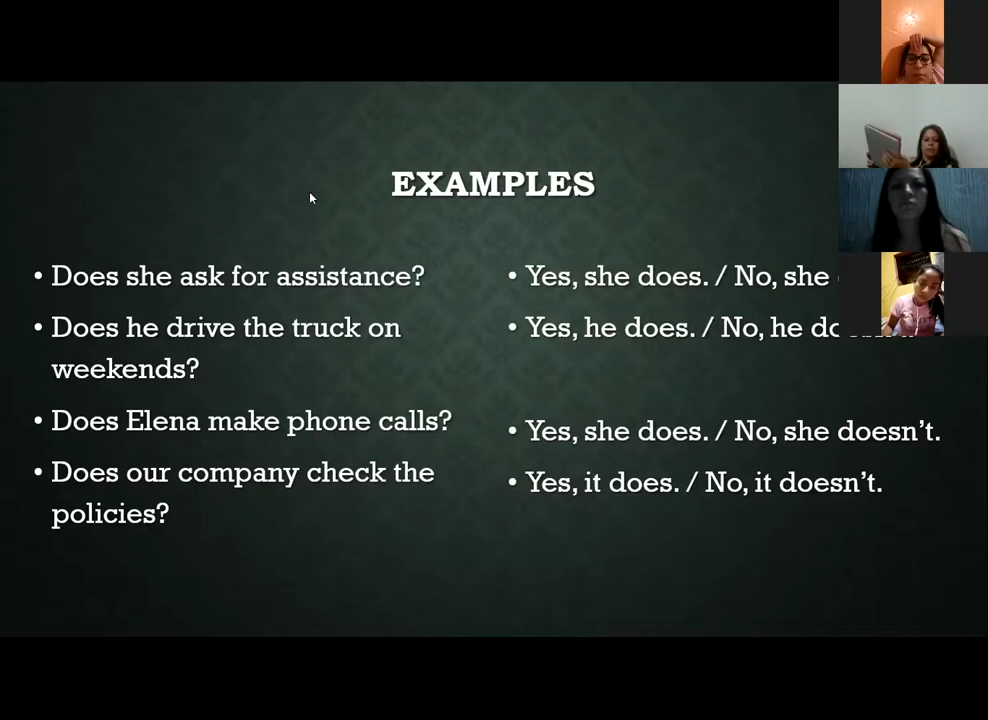 EXAMPLES
• Does she ask for assistance?
• Does he drive the truck on
weekends?
• Does Elena make phone calls?
• Does our company check the
policies?
• Yes, she does. / No, she
• Yes, he does. / No, he
• Yes, she does. / No, she doesn’t.
• Yes, it does. / No, it doesn’t.